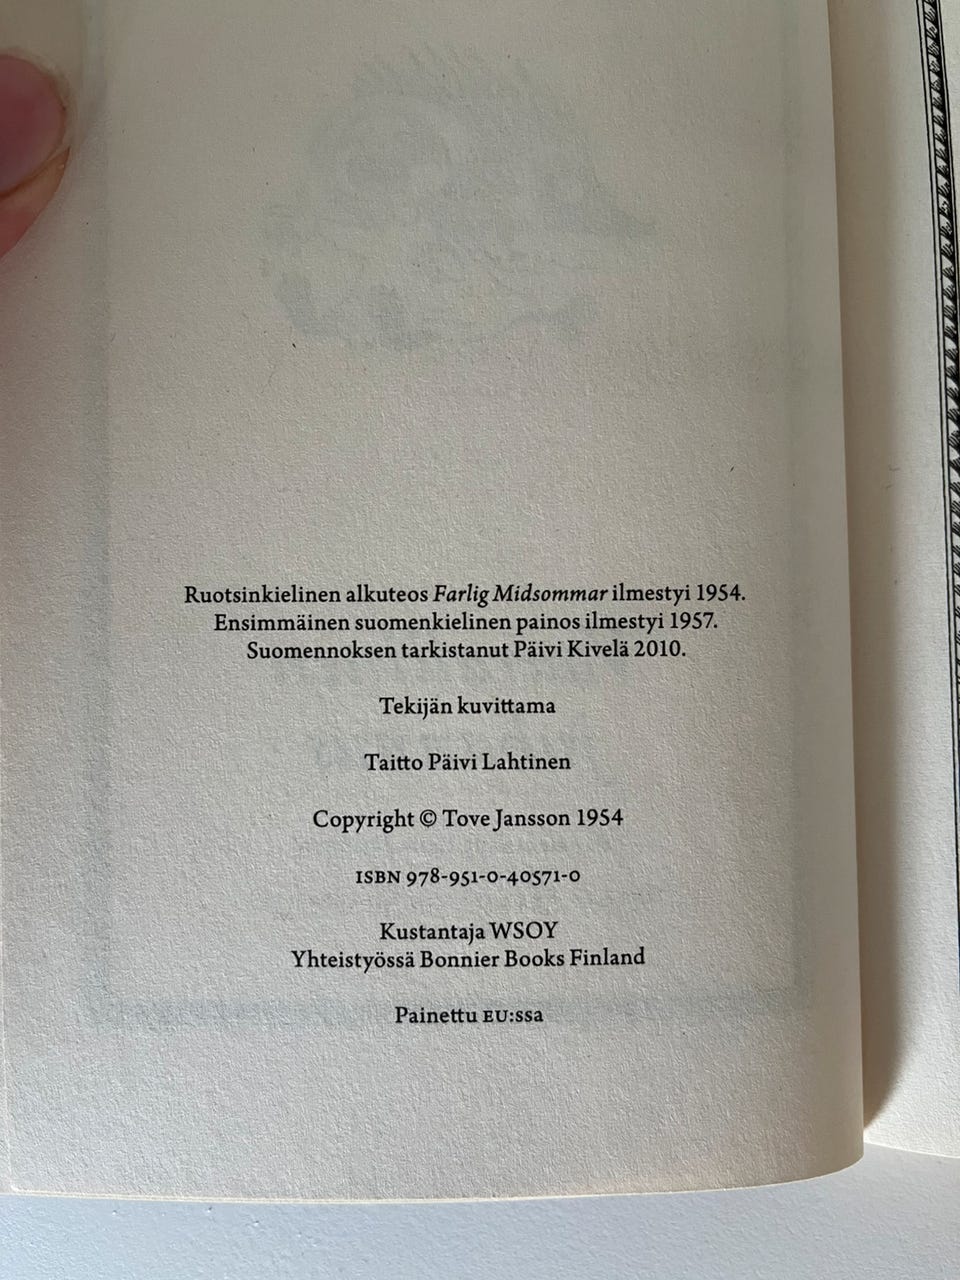 Ruotsinkielinen alkuteos Farlig Midsommar ilmestyi 1954.
Ensimmäinen suomenkielinen painos ilmestyi 1957.
Suomennoksen tarkistanut Päivi Kivelä 2010.
Tekijän kuvittama
Taitto Päivi Lahtinen
Copyright © Tove Jansson 1954
ISBN 978-951-0-40571-0
Kustantaja WSOY
Yhteistyössä Bonnier Books Finland
Painettu EU:ssa